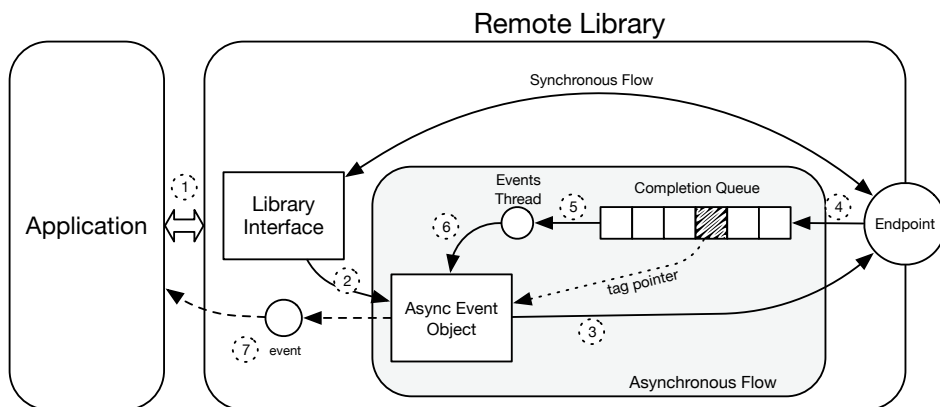 Remote Library
Synchronous Flow
1
Application
Library
Interface
Events
Thread
Completion Queue
5
4
Endpoint
6
2
tag pointer
Async Event
Object
3
7
event
Asynchronous Flow